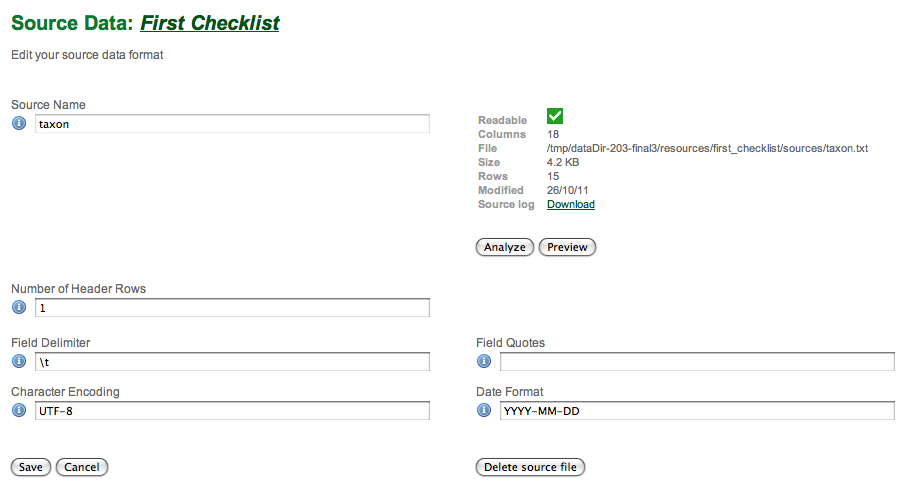 Source Data: First Checklist
Edit your source data format
Source Name
taxon
Readable
Columns 18
File /tmp/dataDir-203-final3/resources/first_checklist/sources/taxon.txt
Size 4.2 KB
Rows 15
Modified 26/10/11
Source log Download
Analyze Preview
Number of Header Rows
1
Field Delimiter
\t
Field Quotes
Character Encoding
UTF-8
Date Format
YYYY-MM-DD
Save Cancel
Delete source file